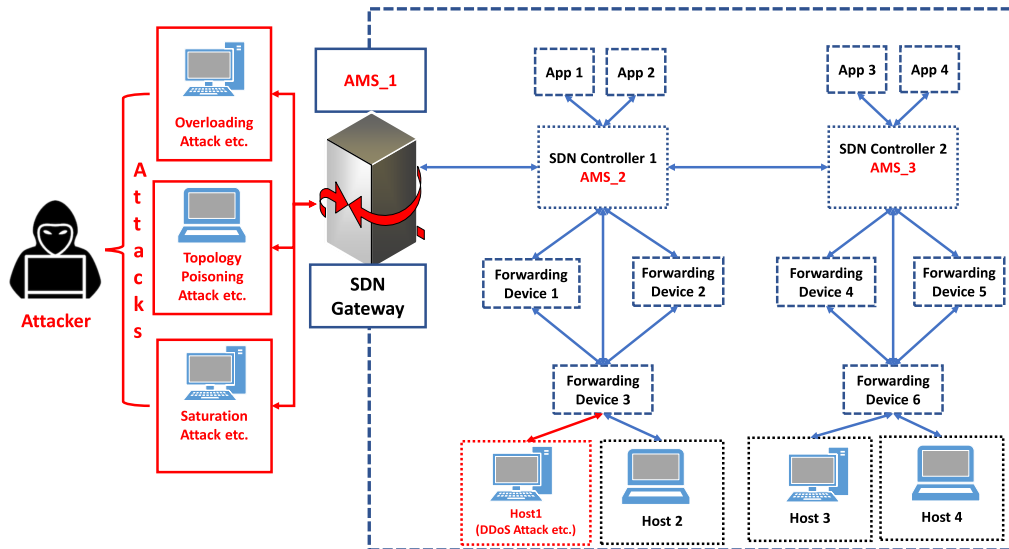 Attacker
Attacks
Overloading
Attack etc.
Topology
Poisoning
Attack etc.
Saturation
Attack etc.
AMS_1
SDN
Gateway
App 1
App 2
App 3
App 4
SDN Controller 1
AMS_2
SDN Controller 2
AMS_3
Forwarding
Device 1
Forwarding
Device 2
Forwarding
Device 4
Forwarding
Device 5
Forwarding
Device 3
Forwarding
Device 6
Host1
(DDoS Attack etc.)
Host 2
Host 3
Host 4